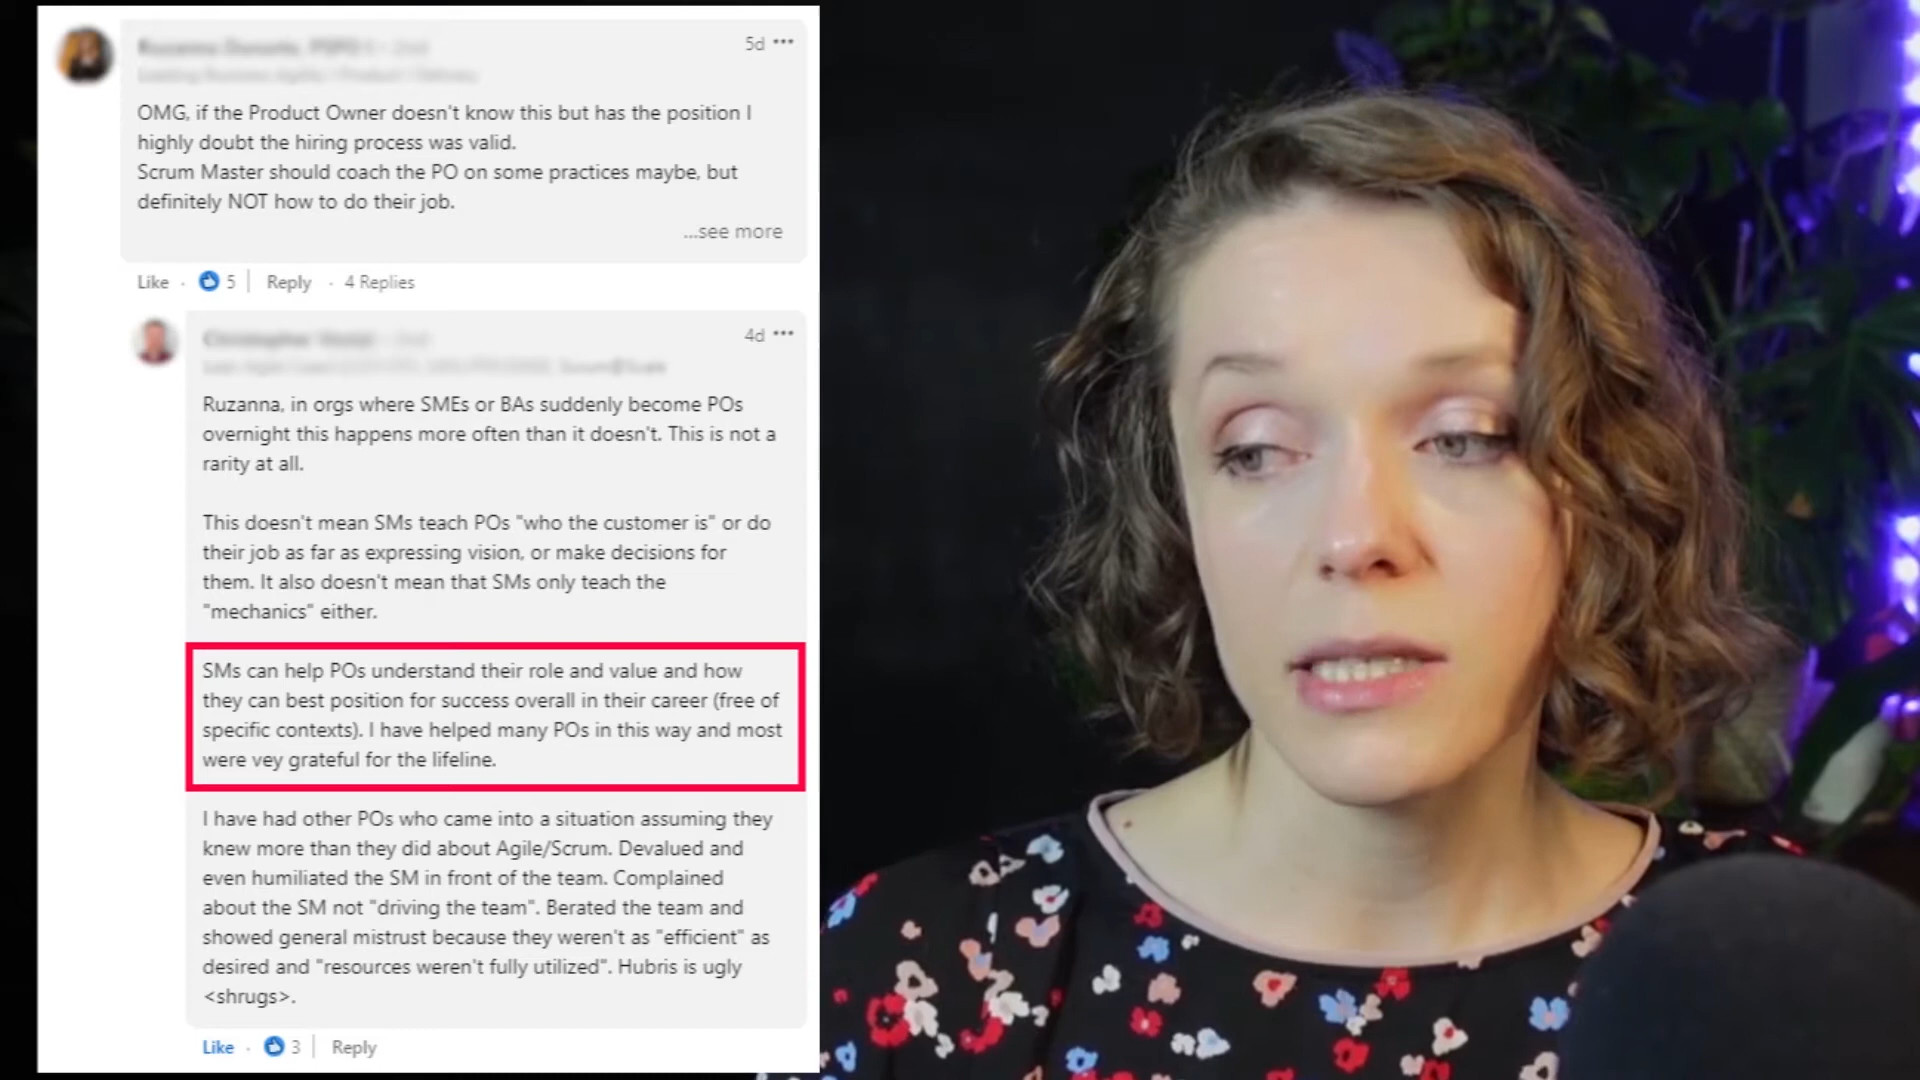 5d
OMG, if the Product Owner doesn't know this but has the position I
highly doubt the hiring process was valid.
Scrum Master should coach the PO on some practices maybe, but
definitely NOT how to do their job.
...see more
Like · 5 | Reply · 4 Replies
4d
Ruzanna, in orgs where SMEs or BAs suddenly become POs
overnight this happens more often than it doesn't. This is not a
rarity at all.
This doesn't mean SMs teach POs "who the customer is" or do
their job as far as expressing vision, or make decisions for
them. It also doesn't mean that SMs only teach the
"mechanics" either.
SMs can help POs understand their role and value and how
they can best position for success overall in their career (free of
specific contexts). I have helped many POs in this way and most
were vey grateful for the lifeline.
I have had other POs who came into a situation assuming they
knew more than they did about Agile/Scrum. Devalued and
even humiliated the SM in front of the team. Complained
about the SM not "driving the team". Berated the team and
showed general mistrust because they weren't as "efficient" as
desired and "resources weren't fully utilized". Hubris is ugly
<shrugs>.
Like · 3 | Reply